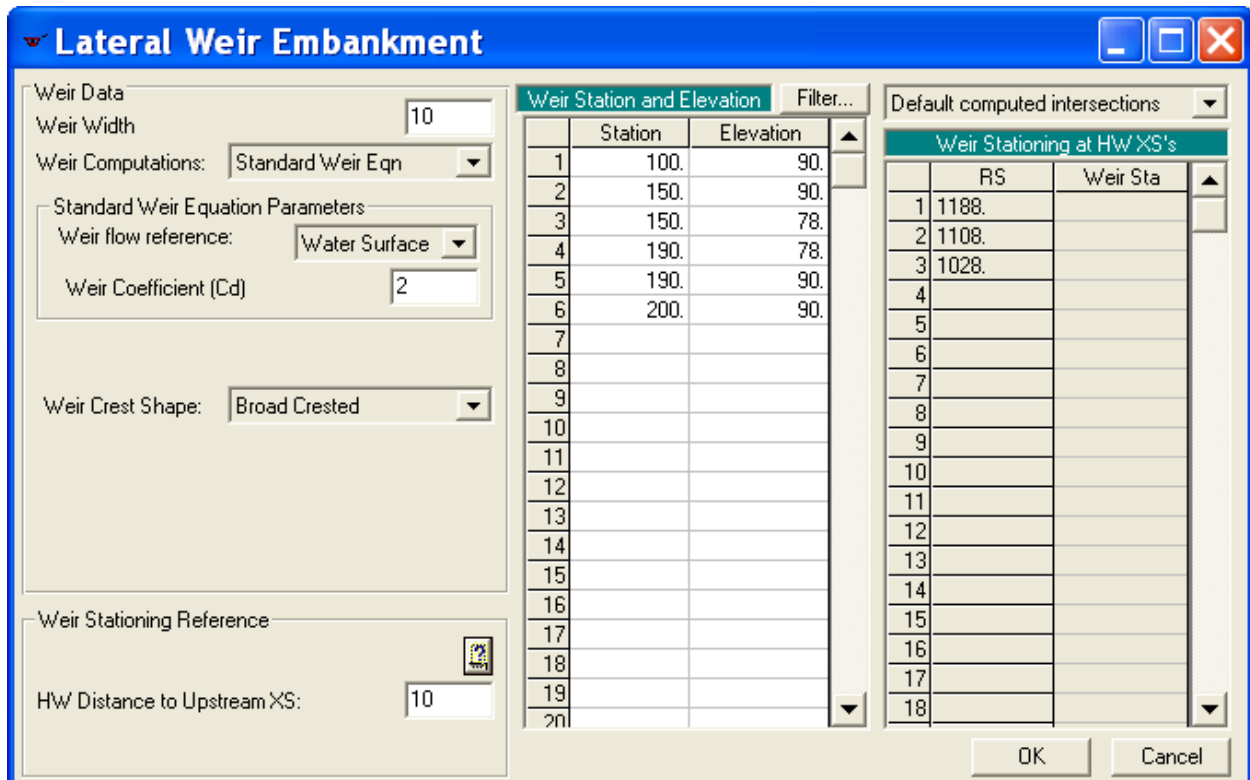 Lateral Weir Embankment
Weir Data
Weir Width 10
Weir Computations: Standard Weir Eqn
Standard Weir Equation Parameters
Weir flow reference: Water Surface
Weir Coefficient (Cd) 2
Weir Crest Shape: Broad Crested
Weir Stationing Reference
HW Distance to Upstream XS: 10
Weir Station and Elevation Filter...
Station Elevation
1 100. 90.
2 150. 90.
3 150. 78.
4 190. 78.
5 190. 90.
6 200. 90.
7
8
9
10
11
12
13
14
15
16
17
18
19
20
Default computed intersections
Weir Stationing at HW XS's
RS Weir Sta
1 1188.
2 1108.
3 1028.
4
5
6
7
8
9
10
11
12
13
14
15
16
17
18
OK Cancel